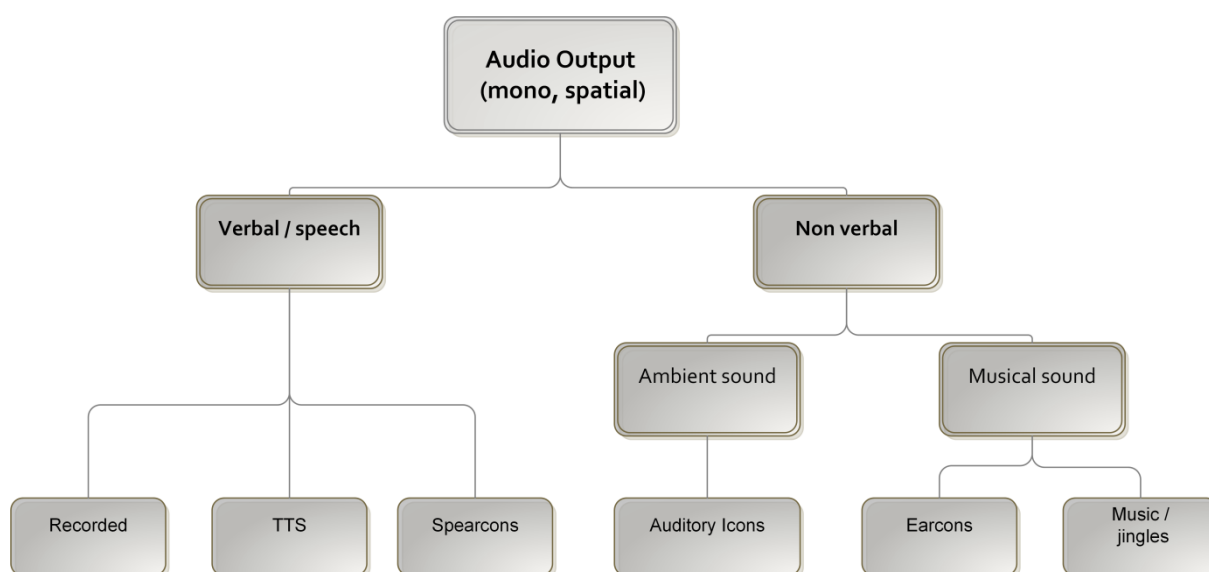 Audio Output
(mono, spatial)
Verbal / speech
Non verbal
Ambient sound
Musical sound
Recorded
TTS
Spearcons
Auditory Icons
Earcons
Music /
jingles